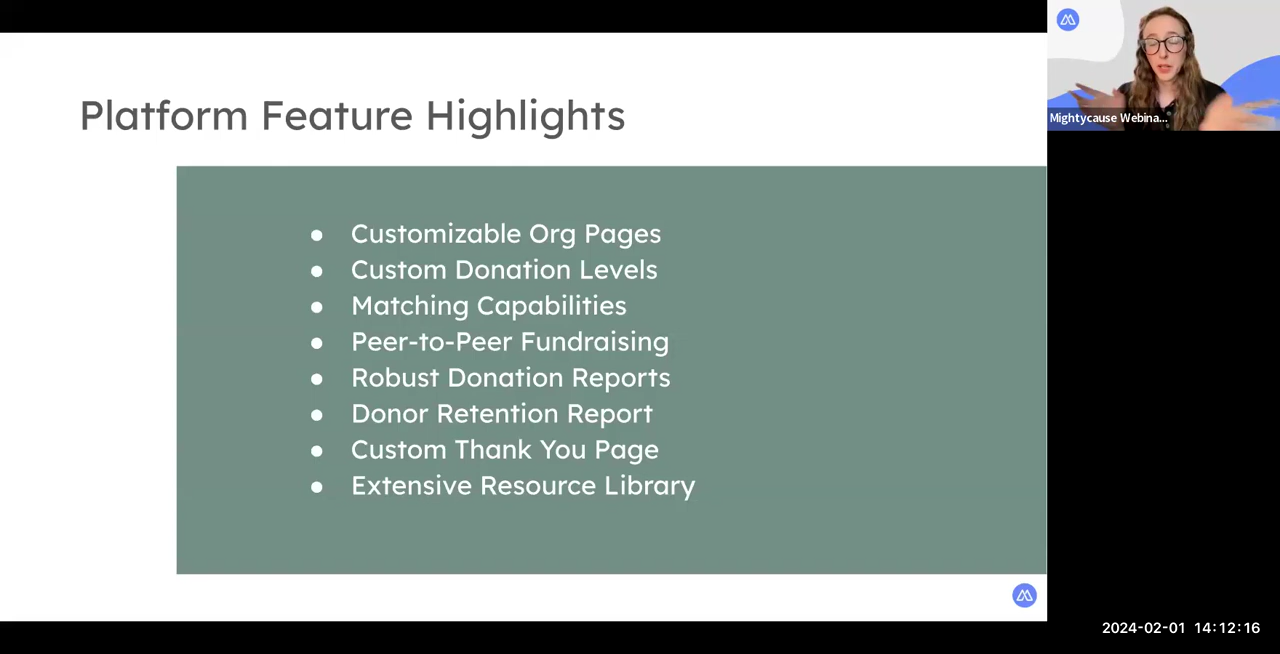 Platform Feature Highlights
Mightycause Webina...
● Customizable Org Pages
● Custom Donation Levels
● Matching Capabilities
● Peer-to-Peer Fundraising
● Robust Donation Reports
● Donor Retention Report
● Custom Thank You Page
● Extensive Resource Library
2024-02-01 14:12:16